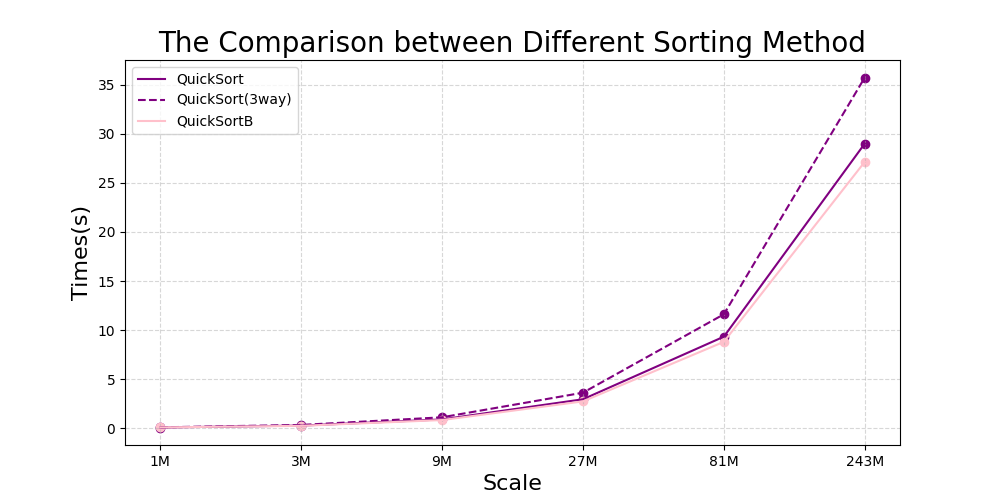 The Comparison between Different Sorting Method
QuickSort
QuickSort(3way)
QuickSortB
Times(s)
35
30
25
20
15
10
5
0
1M 3M 9M 27M 81M 243M
Scale